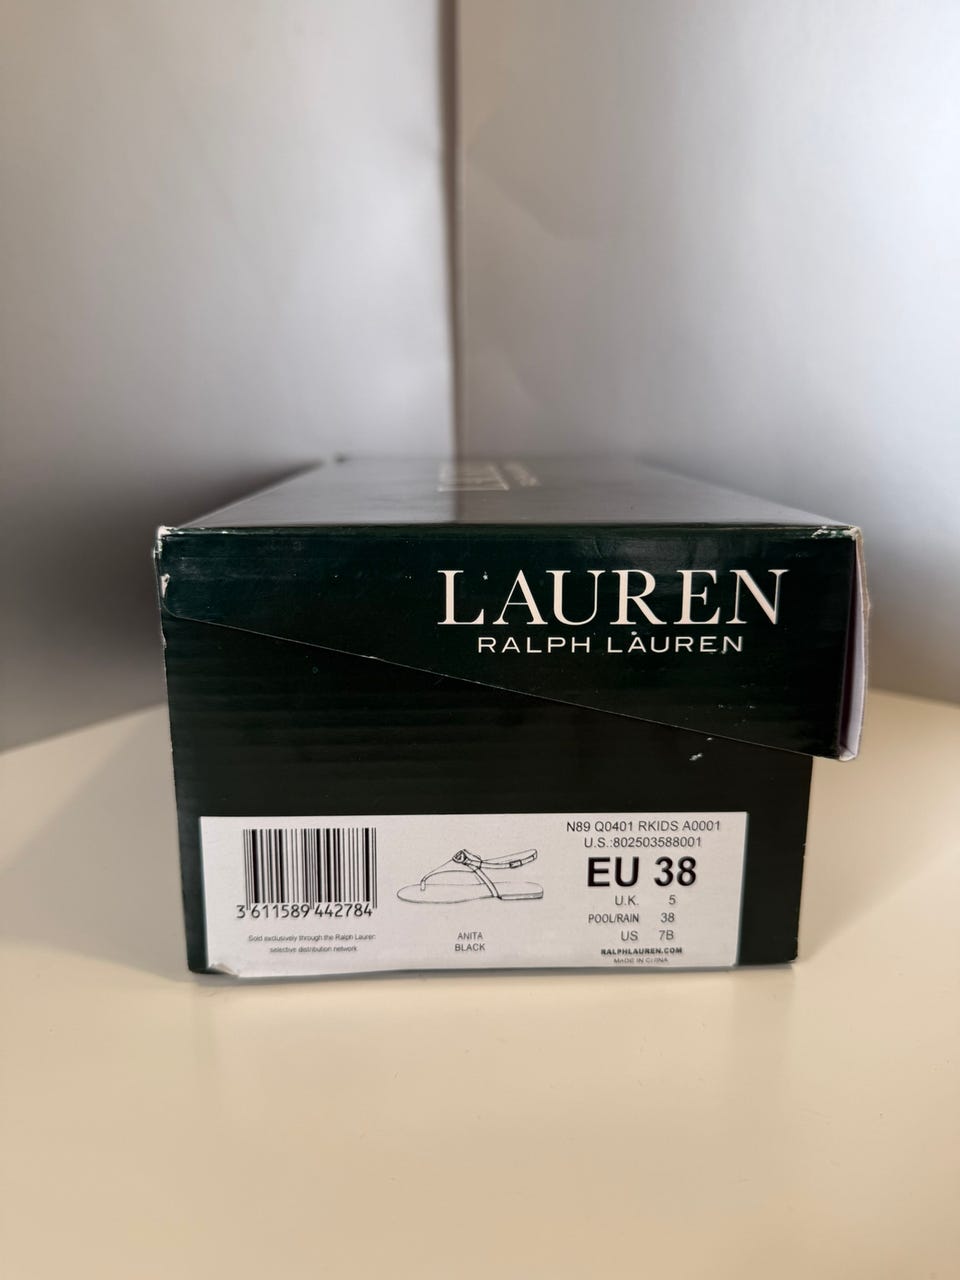 LAUREN
RALPH LAUREN
N89 Q0401 RKIDS A0001
U.S.:802503588001
EU 38
U.K. 5
POOL/RAIN 38
US 7B
RALPHLAUREN.COM
MADE IN CHINA
3 611589 442784
Sold exclusively through the Ralph Lauren
selective distribution network
ANITA
BLACK